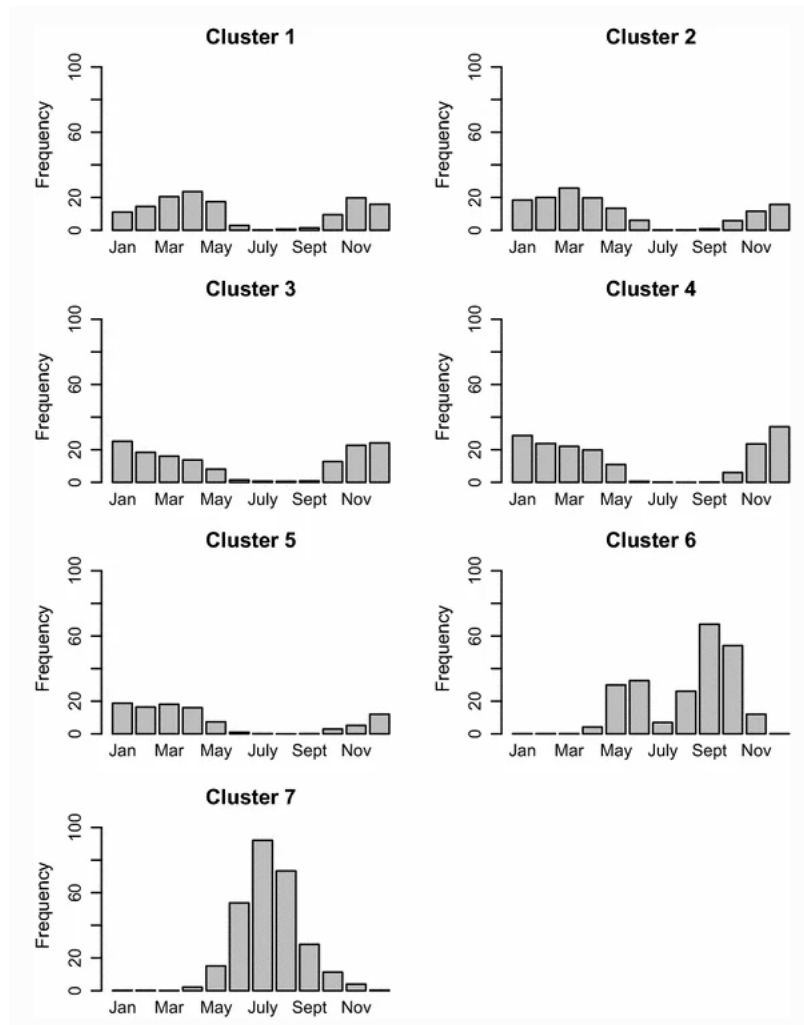 Cluster 1
Frequency
100
60
20
0
Jan Mar May July Sept Nov
Cluster 2
Frequency
100
60
20
0
Jan Mar May July Sept Nov
Cluster 3
Frequency
100
60
20
0
Jan Mar May July Sept Nov
Cluster 4
Frequency
100
60
20
0
Jan Mar May July Sept Nov
Cluster 5
Frequency
100
60
20
0
Jan Mar May July Sept Nov
Cluster 6
Frequency
100
60
20
0
Jan Mar May July Sept Nov
Cluster 7
Frequency
100
60
20
0
Jan Mar May July Sept Nov